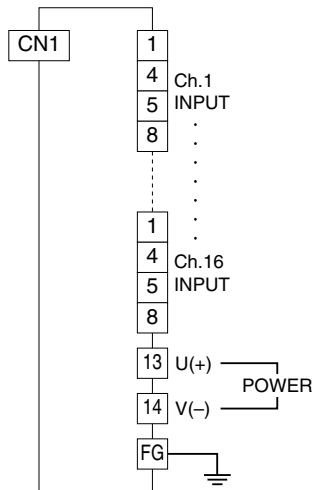 CN1
1
4
5
8
Ch.1
INPUT
1
4
5
8
Ch.16
INPUT
13 U(+)
14 V(–)
POWER
FG